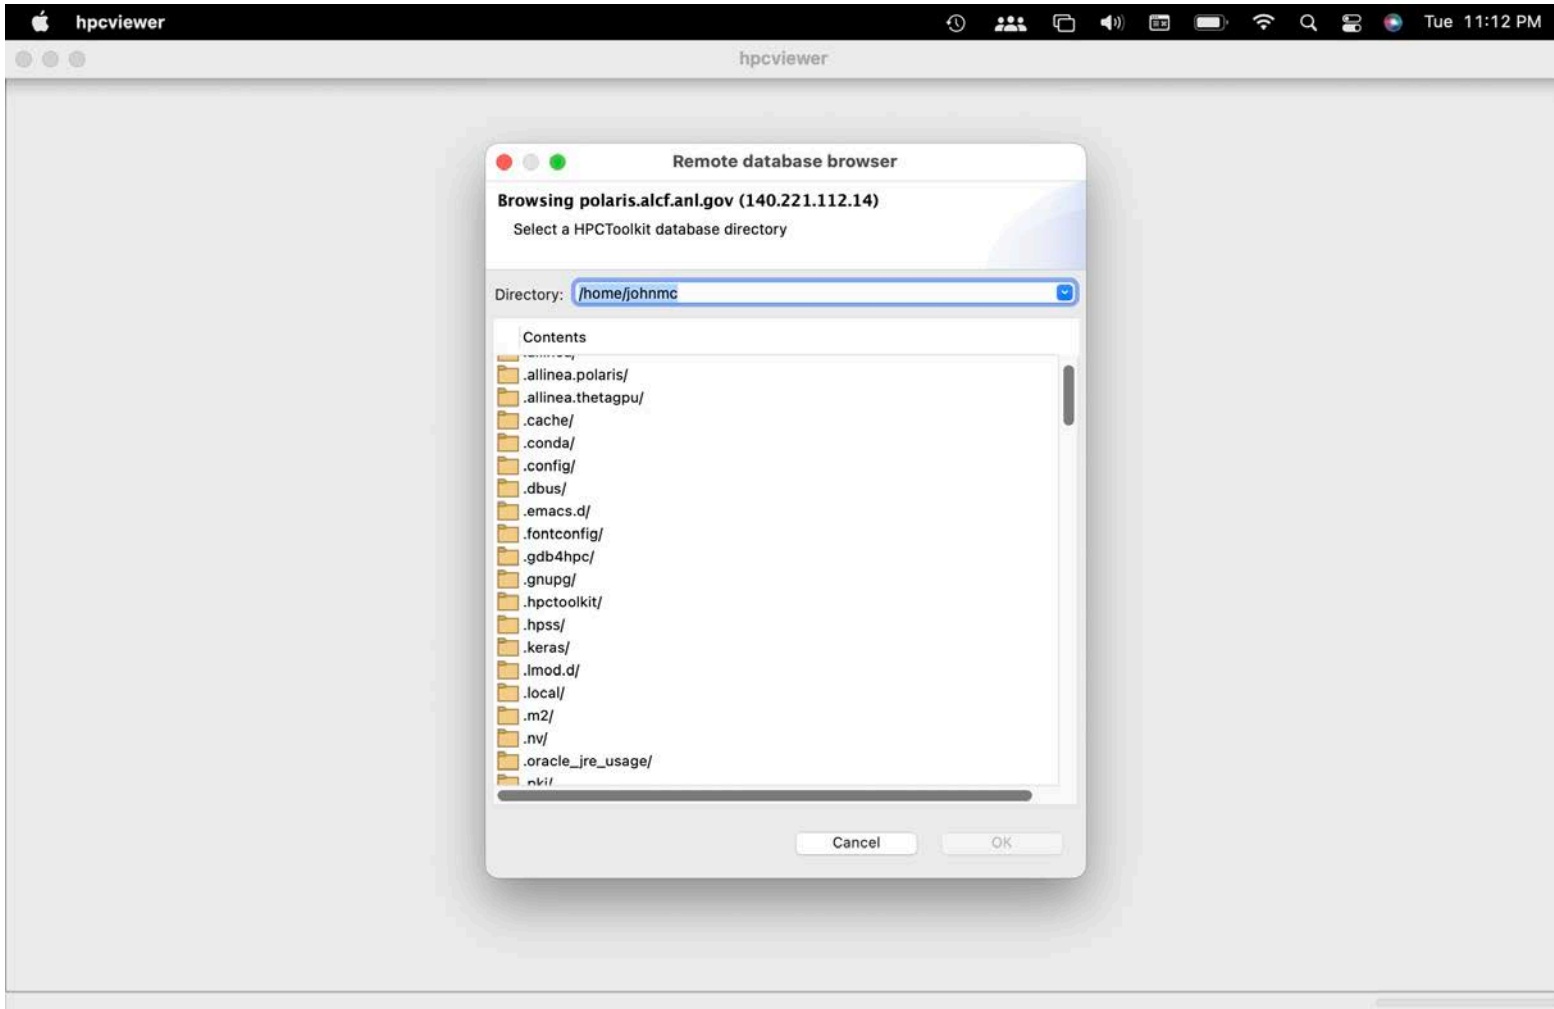 hpcviewer
Tue 11:12 PM
hpcviewer
Remote database browser
Browsing polaris.alcf.anl.gov (140.221.112.14)
Select a HPCToolkit database directory
Directory: /home/johnmc
Contents
.allinea.polaris/
.allinea.thetagpu/
.cache/
.conda/
.config/
.dbus/
.emacs.d/
.fontconfig/
.gdb4hpc/
.gnupg/
.hpctoolkit/
.hpss/
.keras/
.lmod.d/
.local/
.m2/
.nv/
.oracle_jre_usage/
.pki/
Cancel
OK